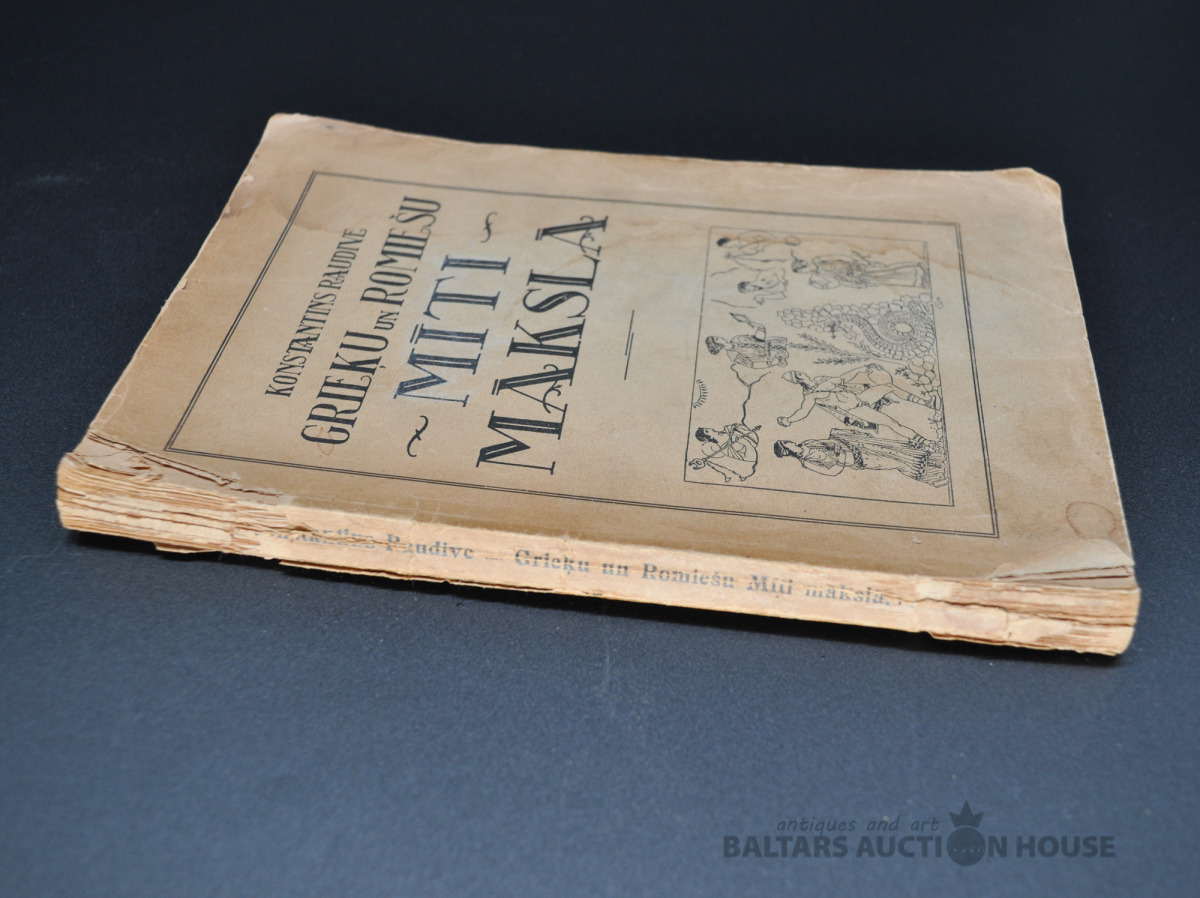 KONSTANTINS RAUDIVE
GRIEĶU UN ROMIEŠU
~ MĪTI ~
MĀKSLĀ
Raudive — Grieķu un Romiešu Mīti mākslā.
antiques and art
BALTARS AUCTION HOUSE